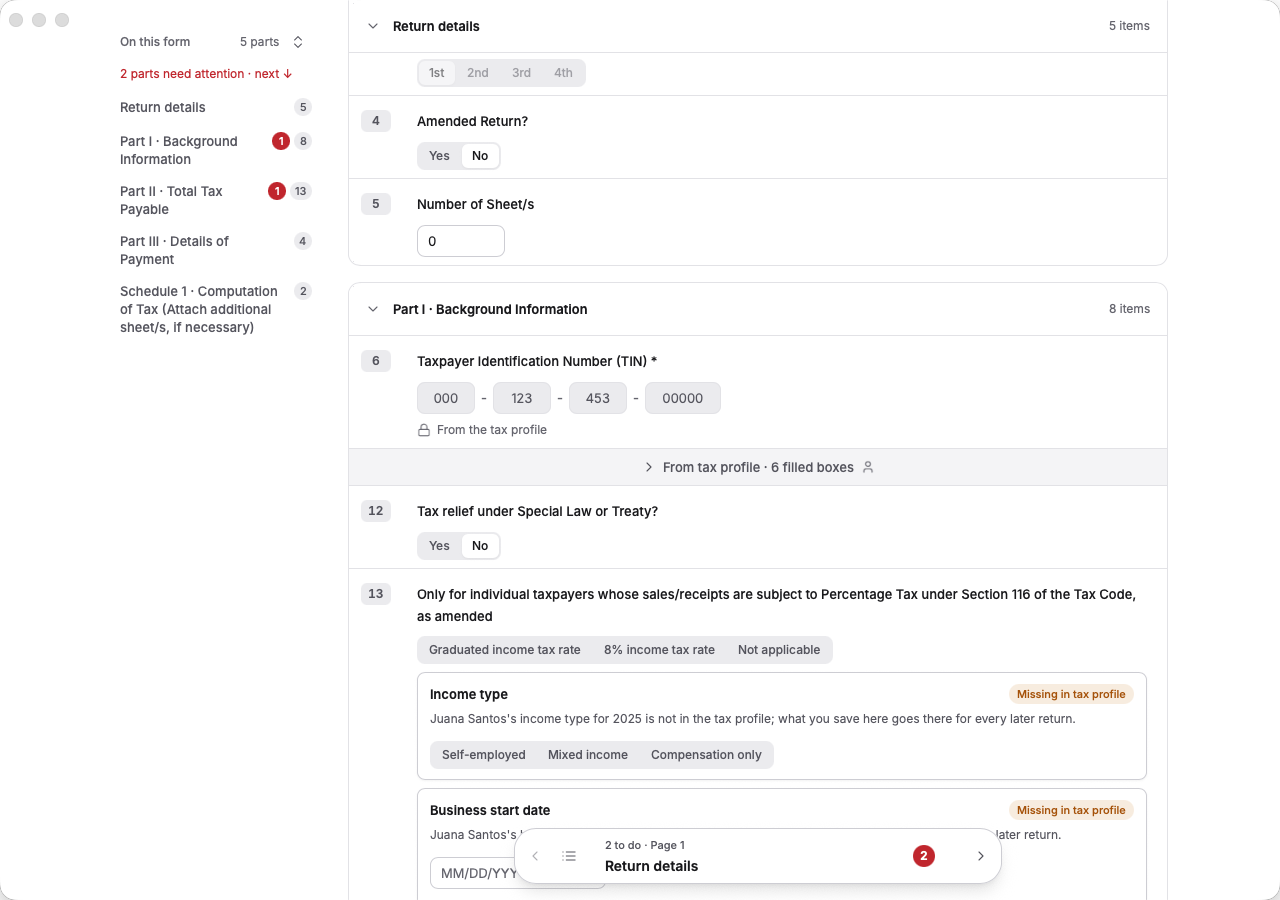 On this form 5 parts
2 parts need attention · next ↓
Return details 5
Part I · Background Information 1 8
Part II · Total Tax Payable 1 13
Part III · Details of Payment 4
Schedule 1 · Computation of Tax (Attach additional sheet/s, if necessary) 2
Return details 5 items
1st 2nd 3rd 4th
4 Amended Return?
Yes No
5 Number of Sheet/s
0
Part I · Background Information 8 items
6 Taxpayer Identification Number (TIN) *
000 - 123 - 453 - 00000
From the tax profile
From tax profile · 6 filled boxes
12 Tax relief under Special Law or Treaty?
Yes No
13 Only for individual taxpayers whose sales/receipts are subject to Percentage Tax under Section 116 of the Tax Code,
as amended
Graduated income tax rate 8% income tax rate Not applicable
Income type Missing in tax profile
Juana Santos's income type for 2025 is not in the tax profile; what you save here goes there for every later return.
Self-employed Mixed income Compensation only
Business start date Missing in tax profile
Juana Santos's later return.
MM/DD/YYY
2 to do · Page 1
Return details 2